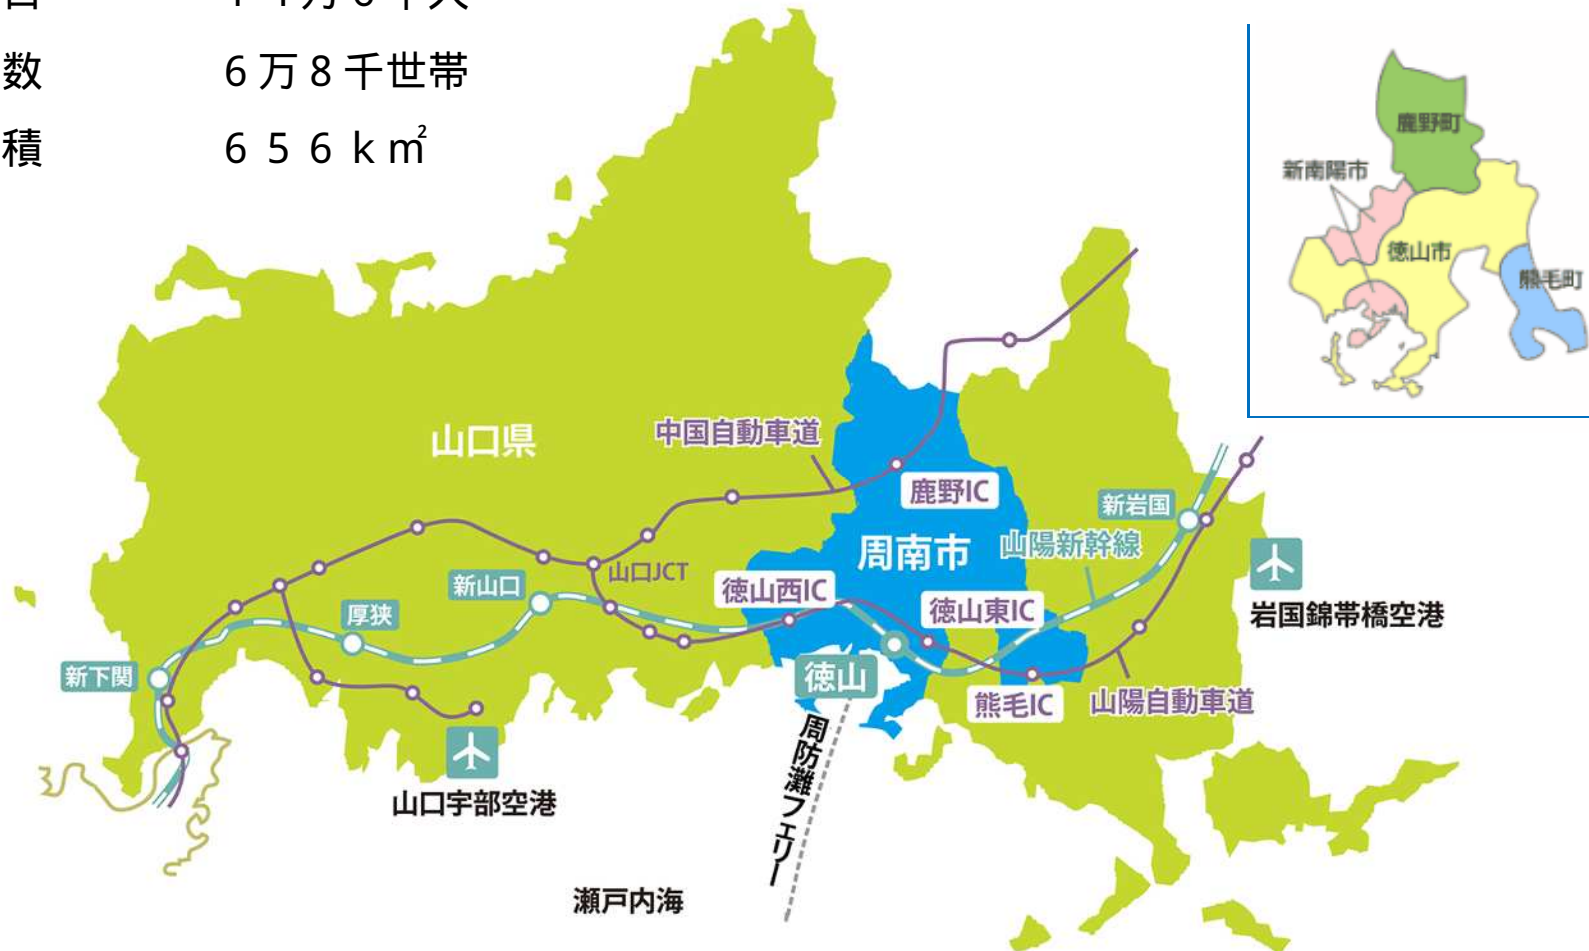 数 6万8千世帯
積 656k㎡
鹿野町
新南陽市
徳山市
熊毛町
山口県
中国自動車道
鹿野IC
新岩国
周南市
山陽新幹線
山口JCT
新山口
徳山西IC
徳山東IC
厚狭
岩国錦帯橋空港
新下関
徳山
熊毛IC
山陽自動車道
周防灘フェリー
山口宇部空港
瀬戸内海